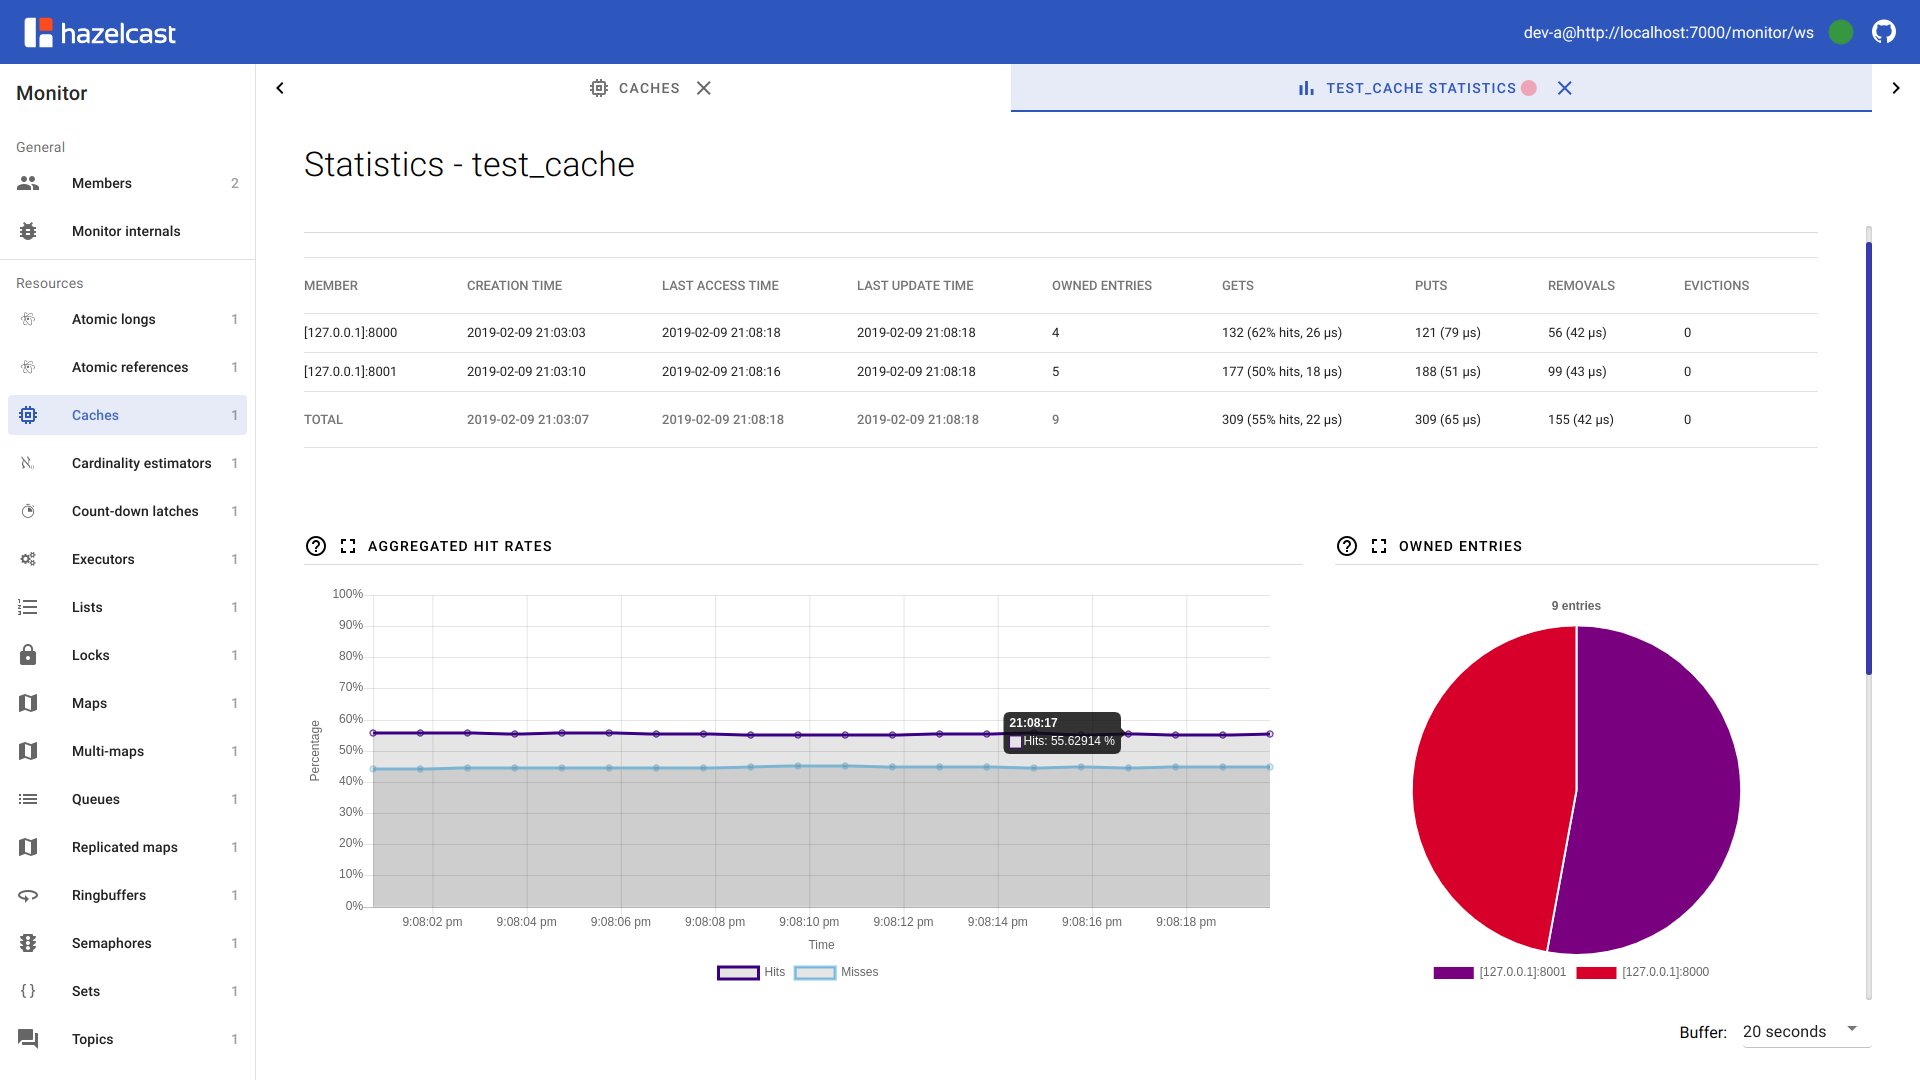 hazelcast
dev-a@http://localhost:7000/monitor/ws
Monitor
General
Members 2
Monitor internals
Resources
Atomic longs 1
Atomic references 1
Caches 1
Cardinality estimators 1
Count-down latches 1
Executors 1
Lists 1
Locks 1
Maps 1
Multi-maps 1
Queues 1
Replicated maps 1
Ringbuffers 1
Semaphores 1
Sets 1
Topics 1
CACHES
TEST_CACHE STATISTICS
Statistics - test_cache
MEMBER CREATION TIME LAST ACCESS TIME LAST UPDATE TIME OWNED ENTRIES GETS PUTS REMOVALS EVICTIONS
[127.0.0.1]:8000 2019-02-09 21:03:03 2019-02-09 21:08:18 2019-02-09 21:08:18 4 132 (62% hits, 26 µs) 121 (79 µs) 56 (42 µs) 0
[127.0.0.1]:8001 2019-02-09 21:03:10 2019-02-09 21:08:16 2019-02-09 21:08:18 5 177 (50% hits, 18 µs) 188 (51 µs) 99 (43 µs) 0
TOTAL 2019-02-09 21:03:07 2019-02-09 21:08:18 2019-02-09 21:08:18 9 309 (55% hits, 22 µs) 309 (65 µs) 155 (42 µs) 0
AGGREGATED HIT RATES
100%
90%
80%
70%
60%
50%
40%
30%
20%
10%
0%
Percentage
21:08:17
Hits: 55.62914 %
9:08:02 pm 9:08:04 pm 9:08:06 pm 9:08:08 pm 9:08:10 pm 9:08:12 pm 9:08:14 pm 9:08:16 pm 9:08:18 pm
Time
Hits Misses
OWNED ENTRIES
9 entries
[127.0.0.1]:8001 [127.0.0.1]:8000
Buffer: 20 seconds